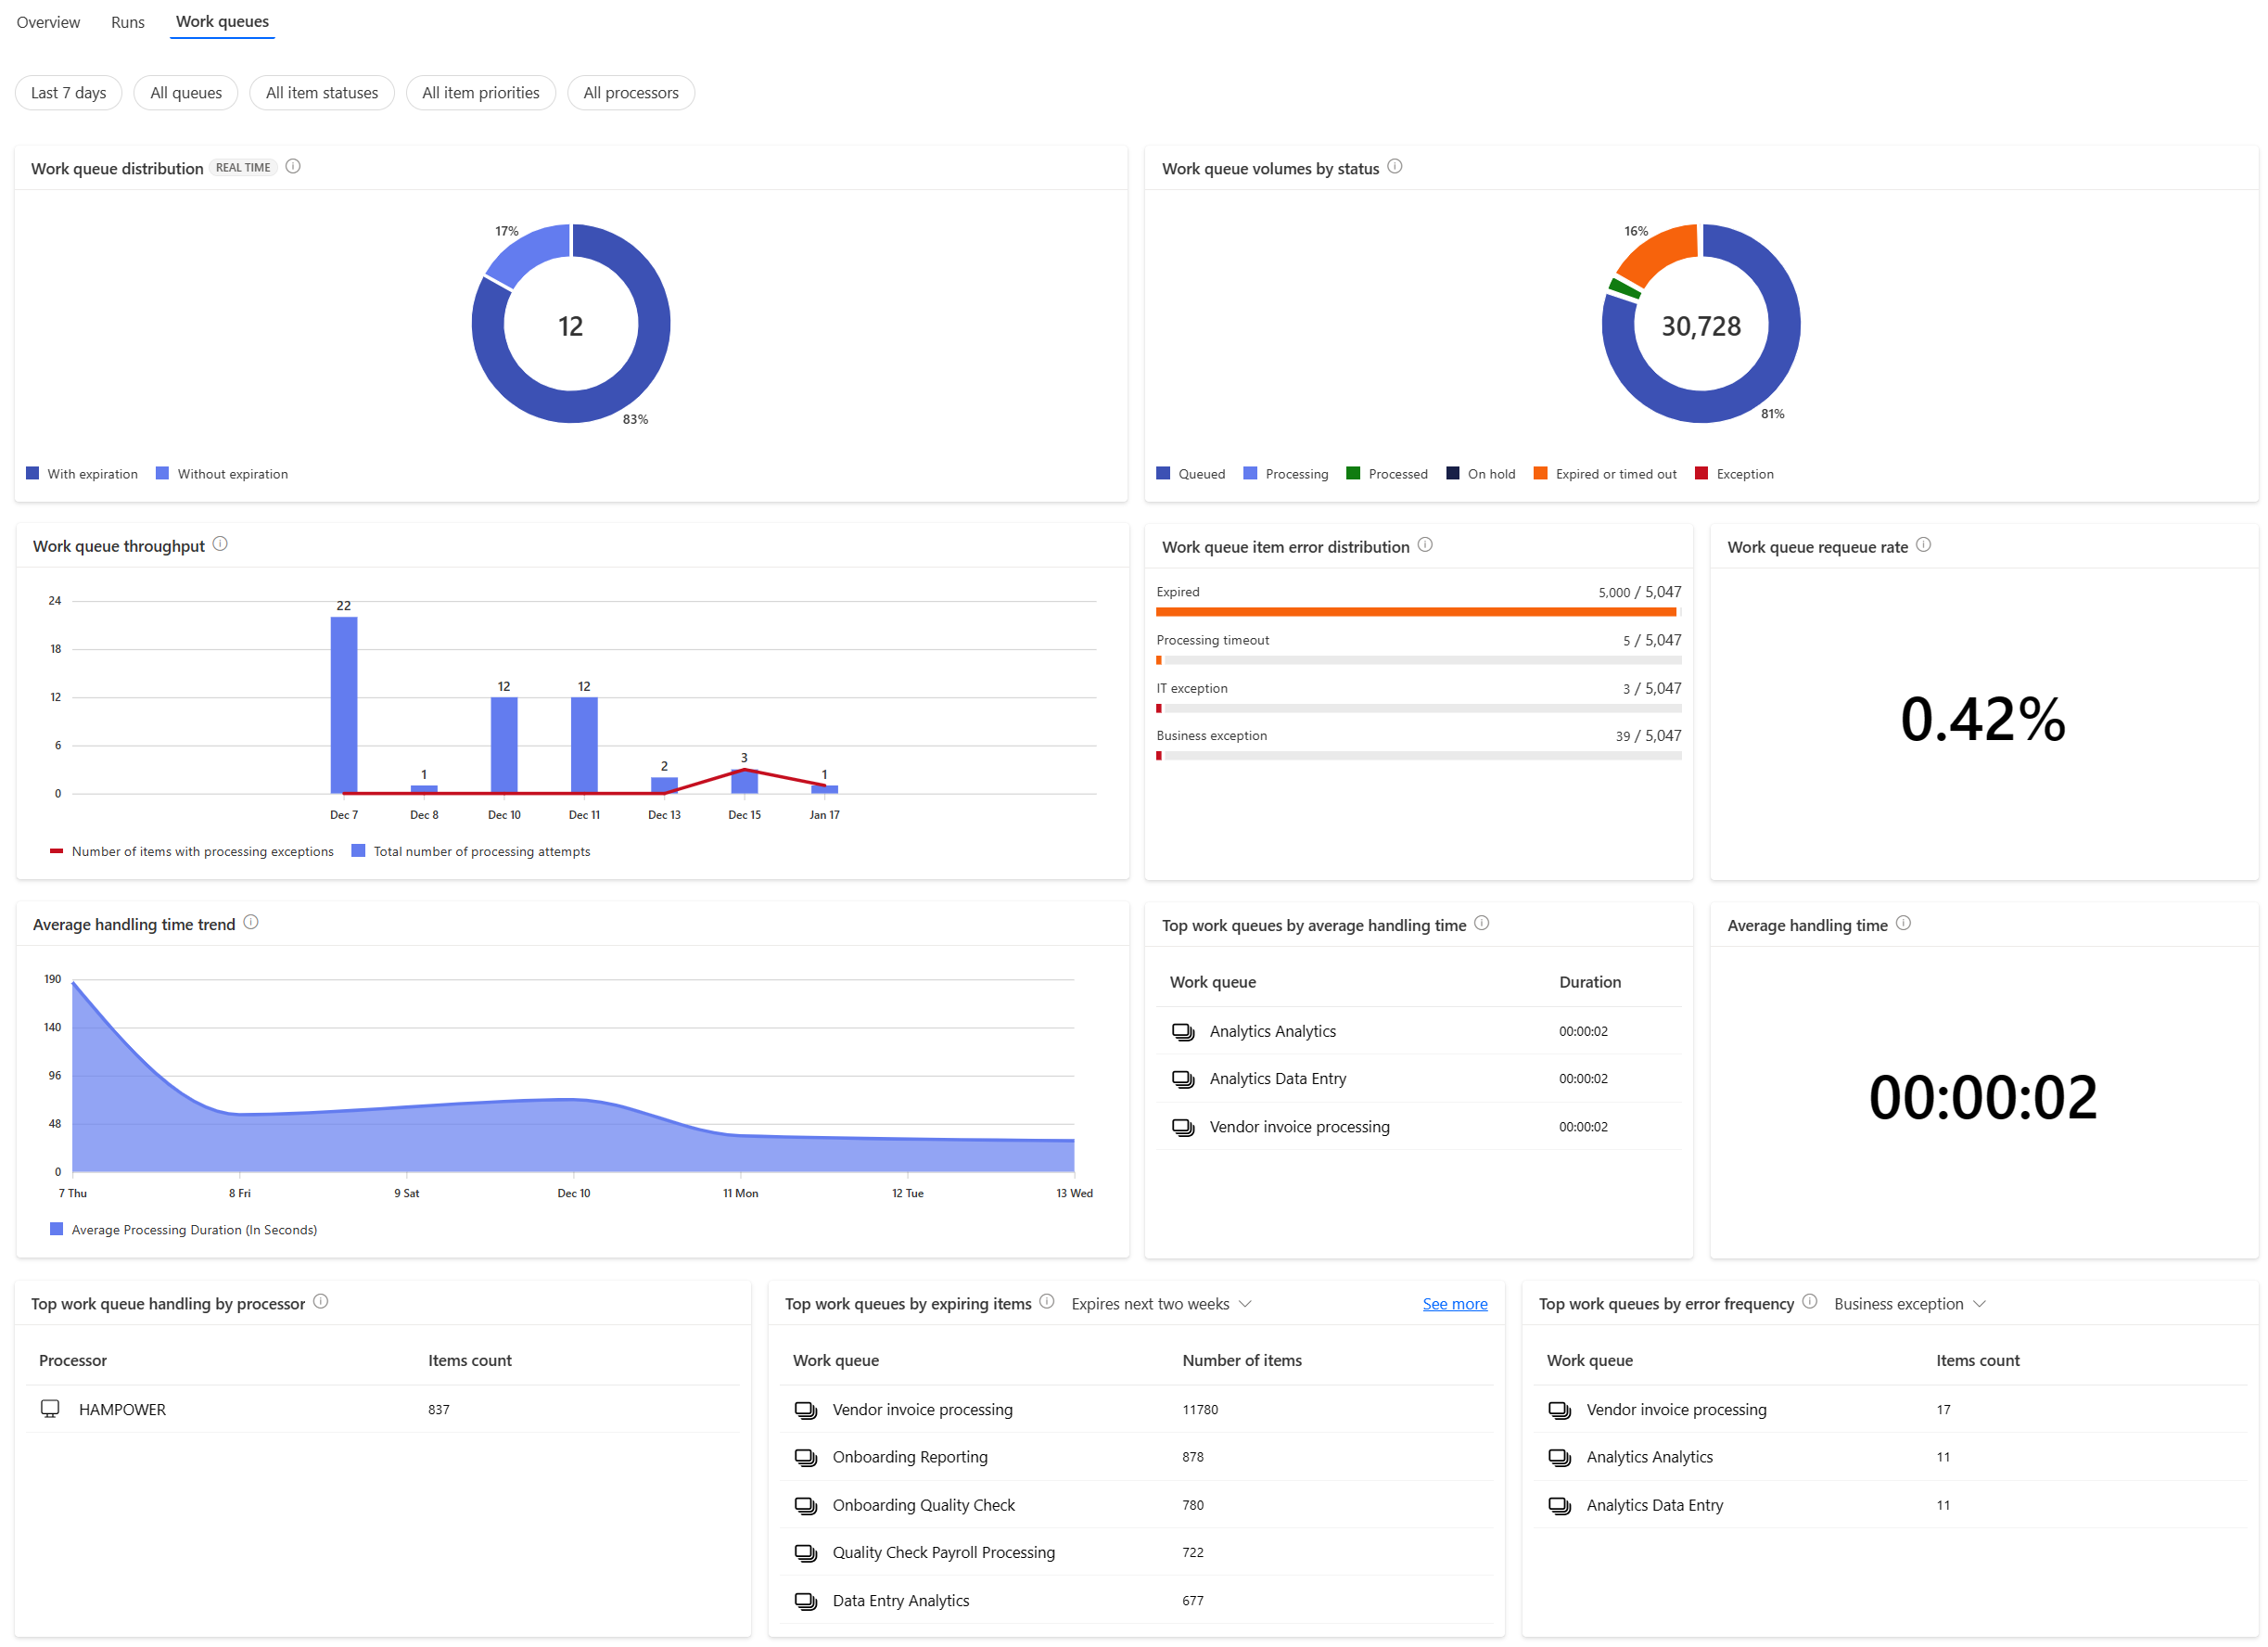 Overview Runs Work queues
Last 7 days All queues All item statuses All item priorities All processors
Work queue distribution REAL TIME
17%
12
83%
With expiration Without expiration
Work queue volumes by status
16%
30,728
81%
Queued Processing Processed On hold Expired or timed out Exception
Work queue throughput
24
18
12
6
0
22
1
12
12
2
3
1
Dec 7 Dec 8 Dec 10 Dec 11 Dec 13 Dec 15 Jan 17
Number of items with processing exceptions Total number of processing attempts
Work queue item error distribution
Expired 5,000 / 5,047
Processing timeout 5 / 5,047
IT exception 3 / 5,047
Business exception 39 / 5,047
Work queue requeue rate
0.42%
Average handling time trend
190
140
96
48
0
7 Thu 8 Fri 9 Sat Dec 10 11 Mon 12 Tue 13 Wed
Average Processing Duration (In Seconds)
Top work queues by average handling time
Work queue Duration
Analytics Analytics 00:00:02
Analytics Data Entry 00:00:02
Vendor invoice processing 00:00:02
Average handling time
00:00:02
Top work queue handling by processor
Processor Items count
HAMPOWER 837
Top work queues by expiring items Expires next two weeks See more
Work queue Number of items
Vendor invoice processing 11780
Onboarding Reporting 878
Onboarding Quality Check 780
Quality Check Payroll Processing 722
Data Entry Analytics 677
Top work queues by error frequency Business exception
Work queue Items count
Vendor invoice processing 17
Analytics Analytics 11
Analytics Data Entry 11